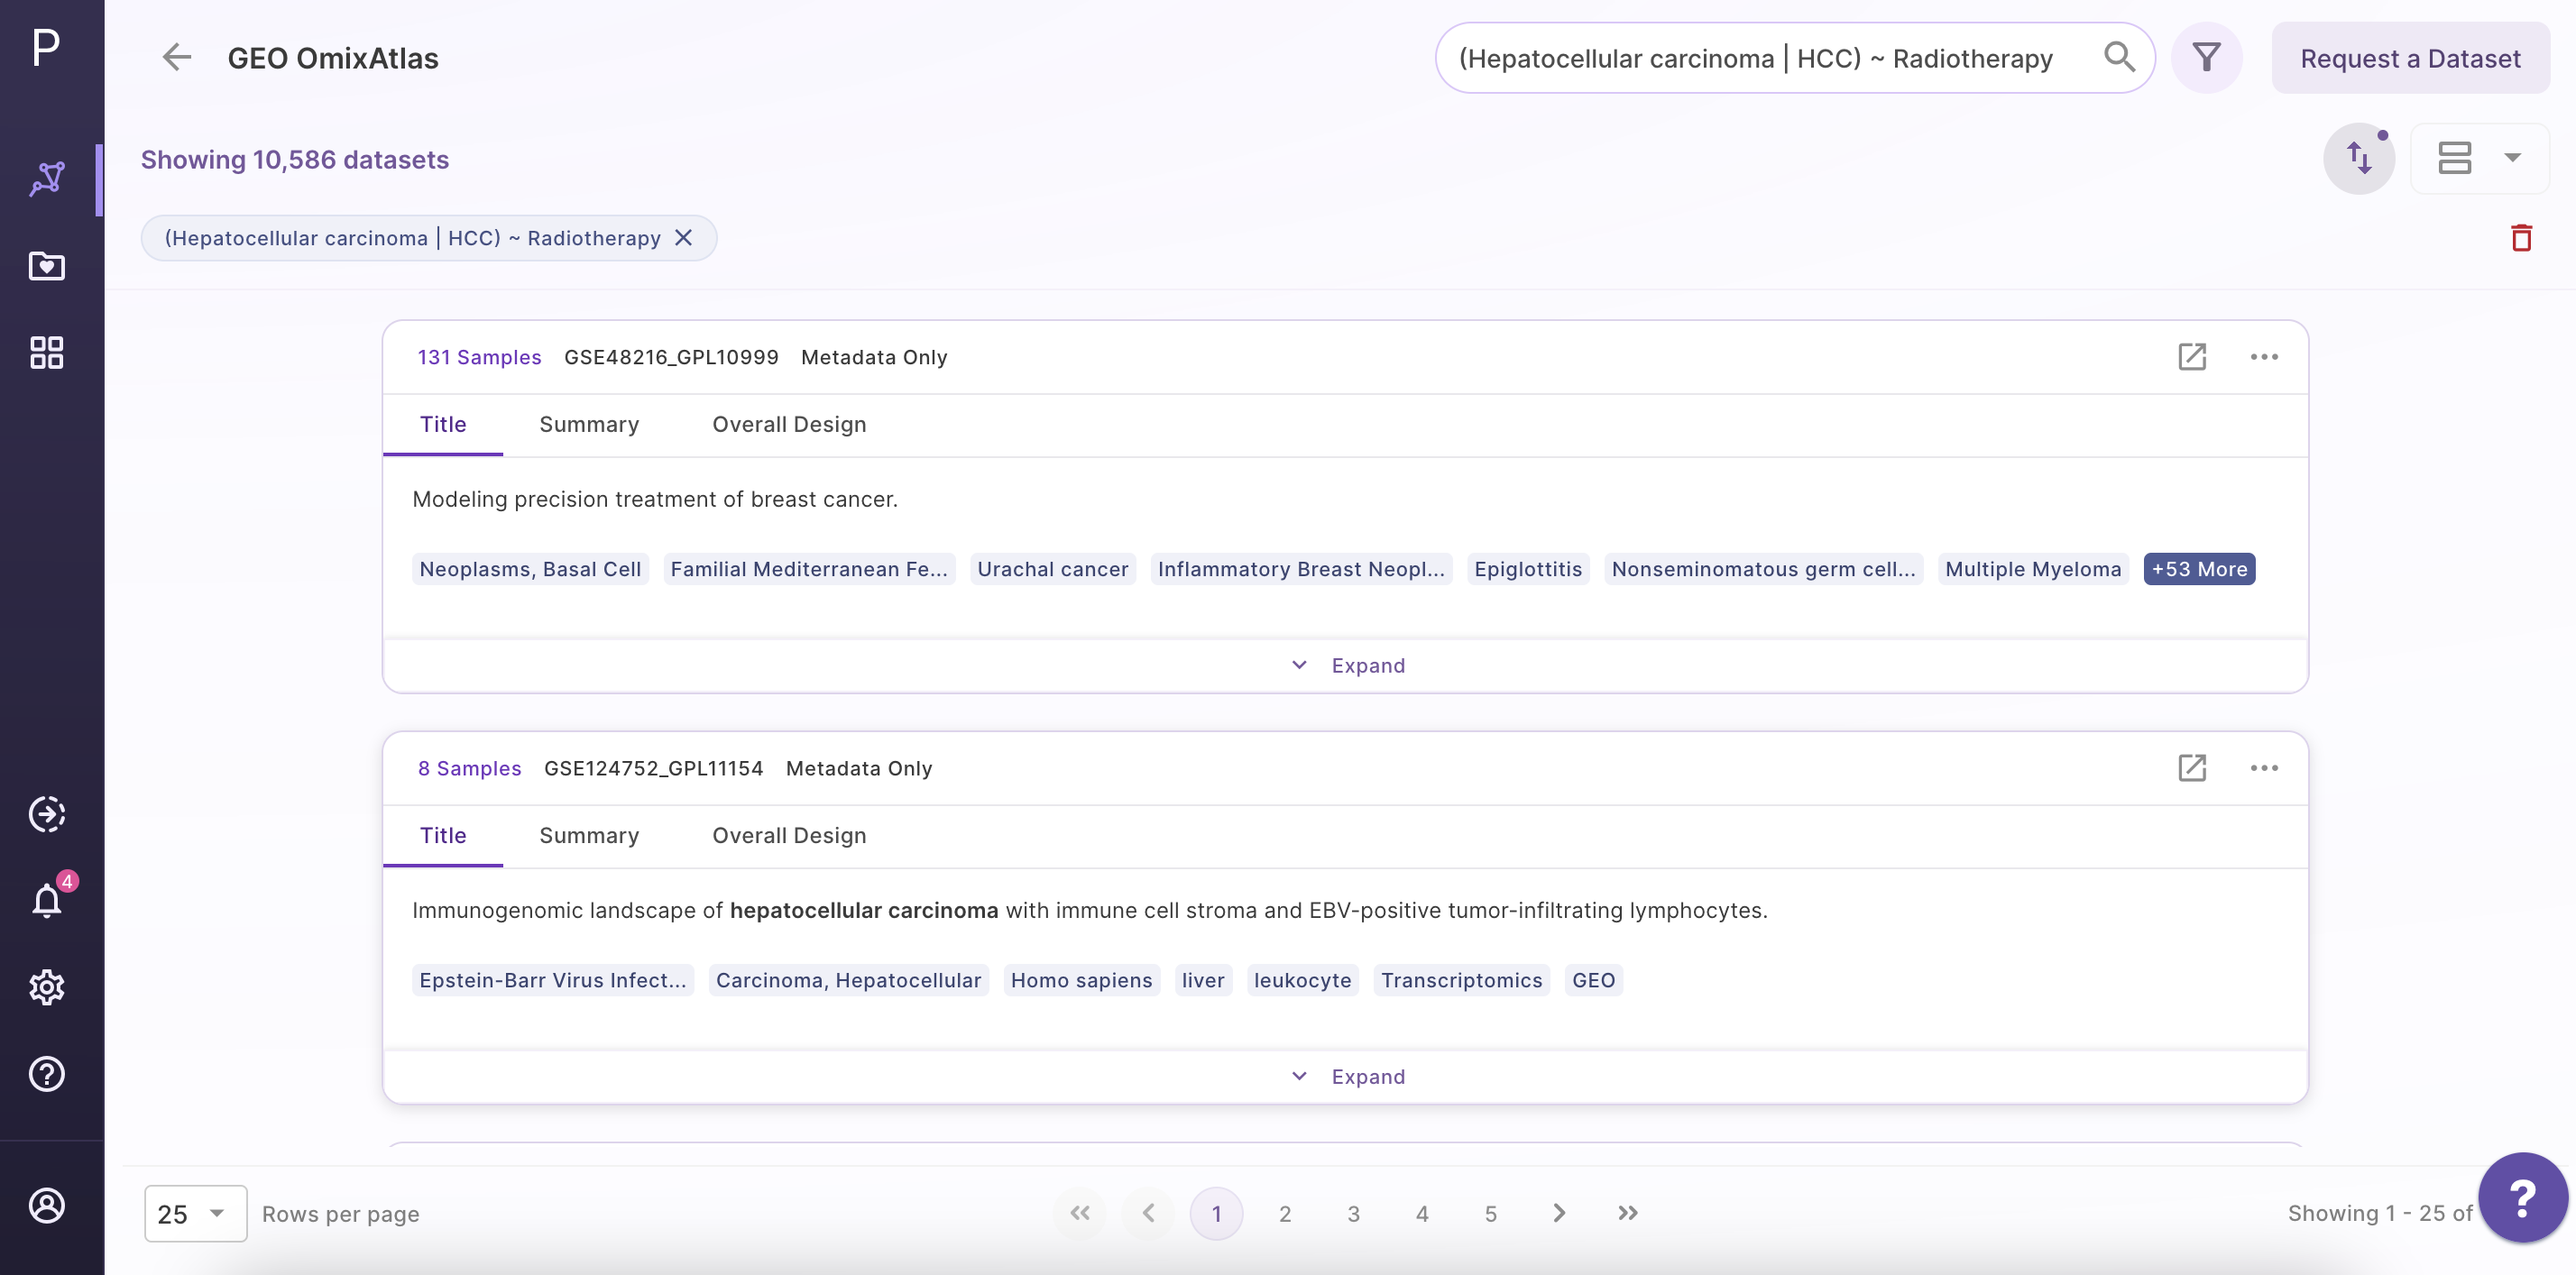 P
GEO OmixAtlas
(Hepatocellular carcinoma | HCC) ~ Radiotherapy
Request a Dataset
Showing 10,586 datasets
(Hepatocellular carcinoma | HCC) ~ Radiotherapy
131 Samples GSE48216_GPL10999 Metadata Only
Title Summary Overall Design
Modeling precision treatment of breast cancer.
Neoplasms, Basal Cell Familial Mediterranean Fe... Urachal cancer Inflammatory Breast Neopl... Epiglottitis Nonseminomatous germ cell... Multiple Myeloma +53 More
Expand
8 Samples GSE124752_GPL11154 Metadata Only
Title Summary Overall Design
4
Immunogenomic landscape of hepatocellular carcinoma with immune cell stroma and EBV-positive tumor-infiltrating lymphocytes.
Epstein-Barr Virus Infect... Carcinoma, Hepatocellular Homo sapiens liver leukocyte Transcriptomics GEO
Expand
25 Rows per page
1 2 3 4 5
Showing 1 - 25 of
?